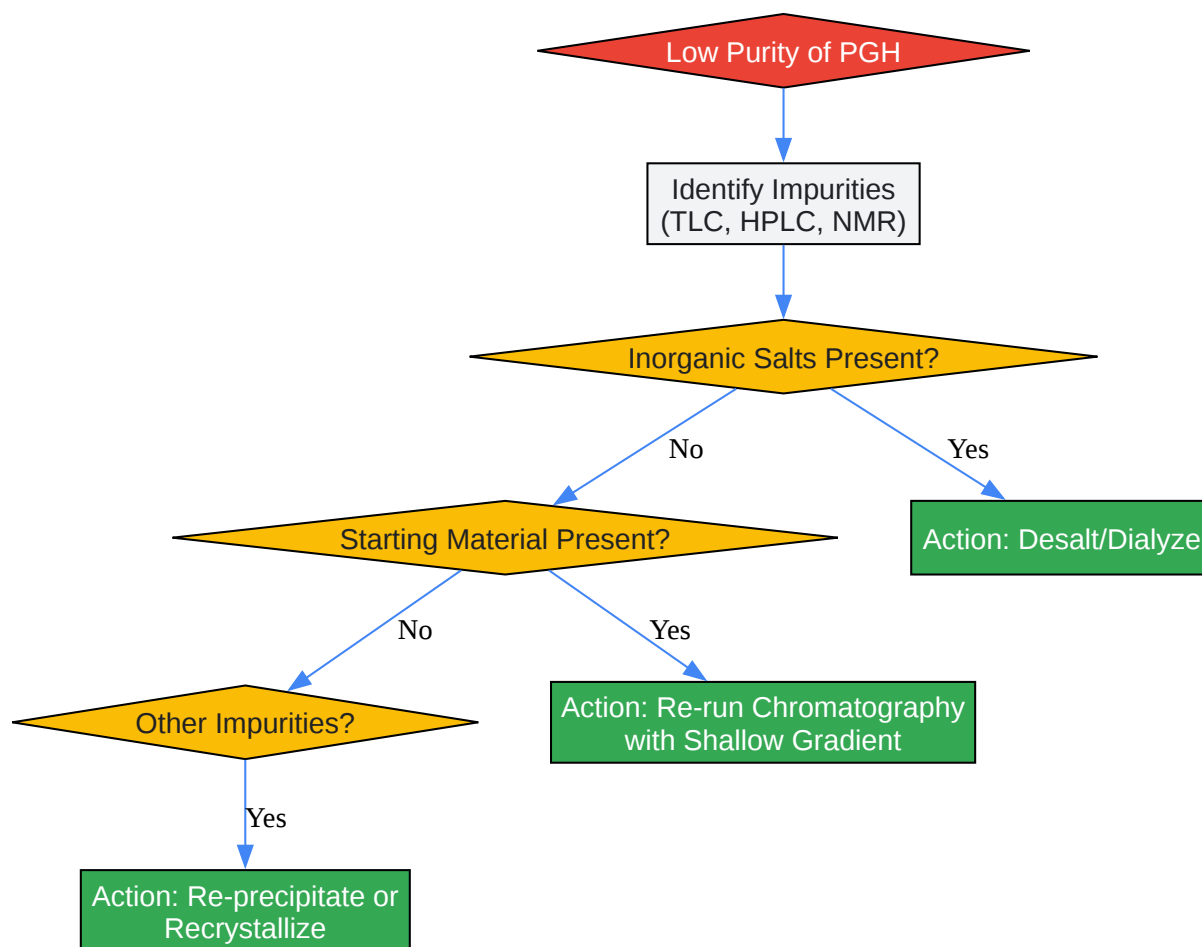 Low Purity of PGH
Identify Impurities
(TLC, HPLC, NMR)
Inorganic Salts Present?
No
Yes
Starting Material Present?
Action: Desalt/Dialyze
No
Yes
Other Impurities?
Action: Re-run Chromatography
with Shallow Gradient
Yes
Action: Re-precipitate or
Recrystallize